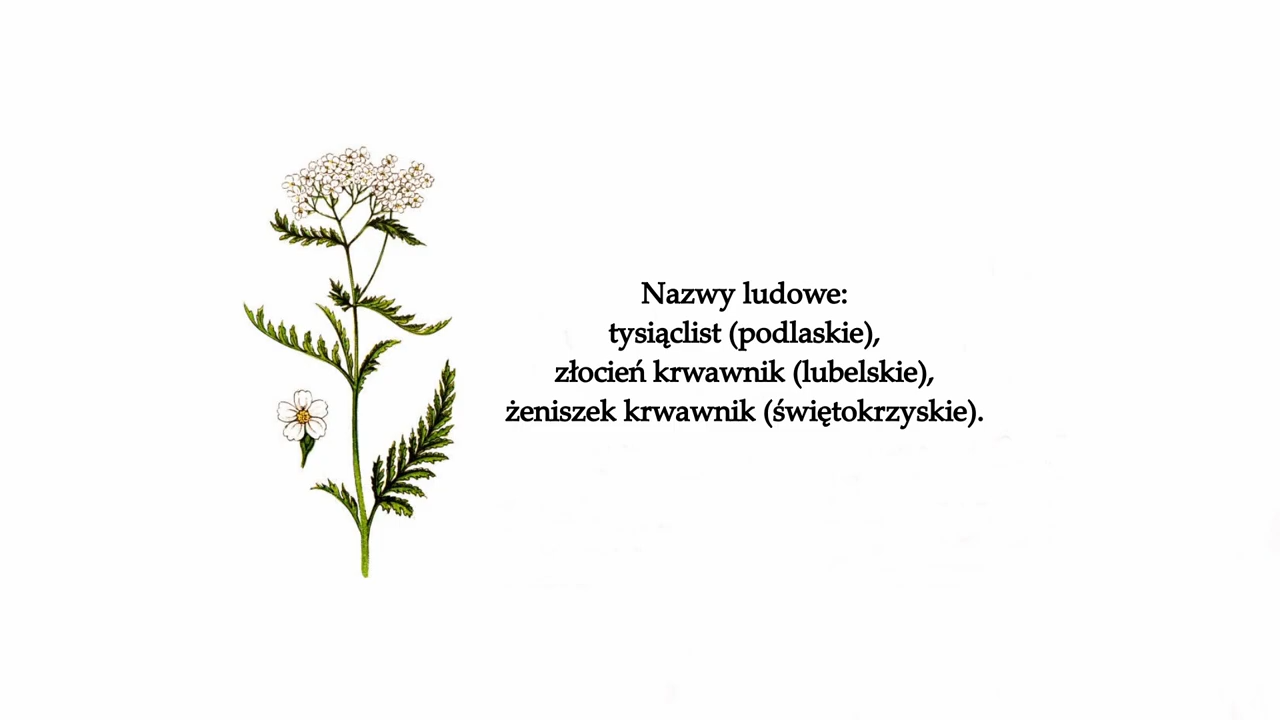 Nazwy ludowe:
tysiąclist (podlaskie),
złocień krwawnik (lubelskie),
żeniszek krwawnik (świętokrzyskie).